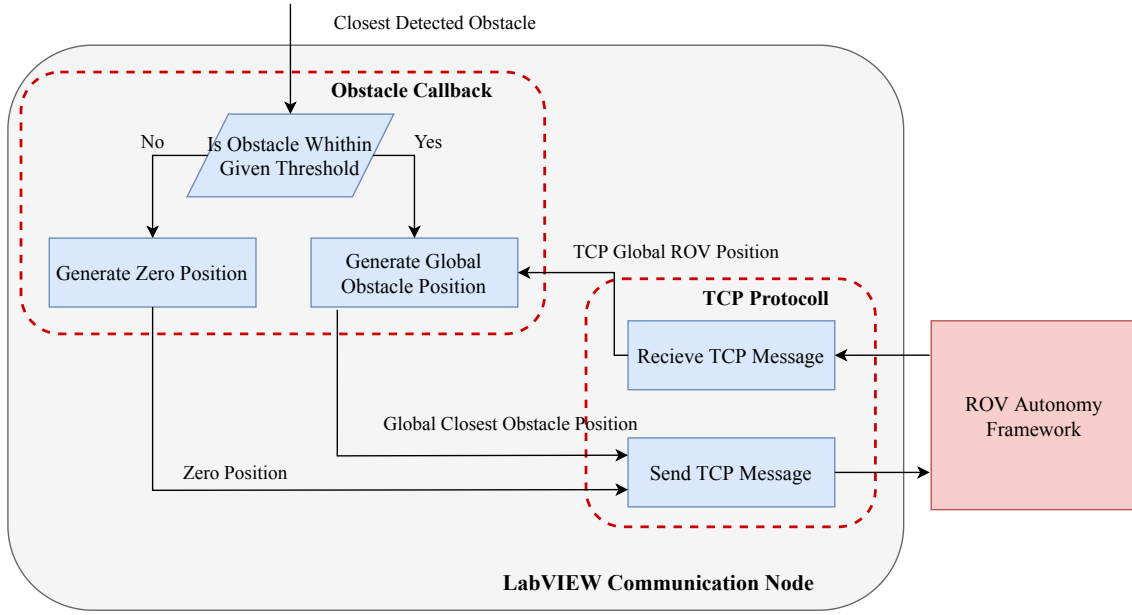 Closest Detected Obstacle
Obstacle Callback
Is Obstacle Whithin
Given Threshold
No
Yes
Generate Zero Position
Generate Global
Obstacle Position
TCP Global ROV Position
TCP Protocoll
Recieve TCP Message
ROV Autonomy
Framework
Global Closest Obstacle Position
Zero Position
Send TCP Message
LabVIEW Communication Node